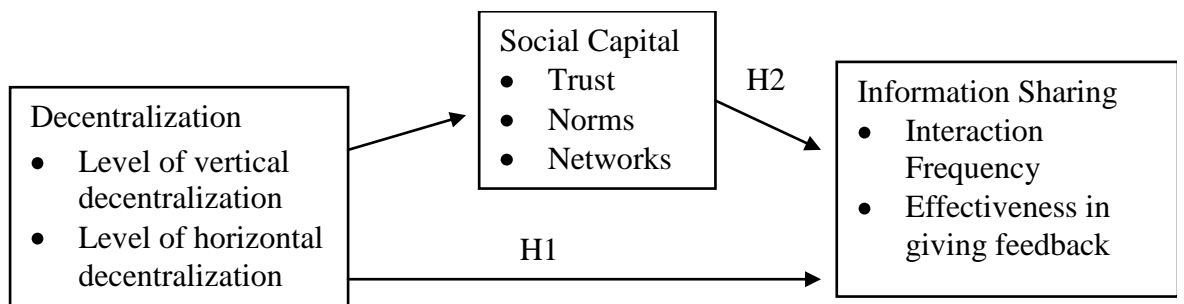 Social Capital
● Trust
● Norms
● Networks
H2
Decentralization
● Level of vertical
decentralization
● Level of horizontal
decentralization
H1
Information Sharing
● Interaction
Frequency
● Effectiveness in
giving feedback